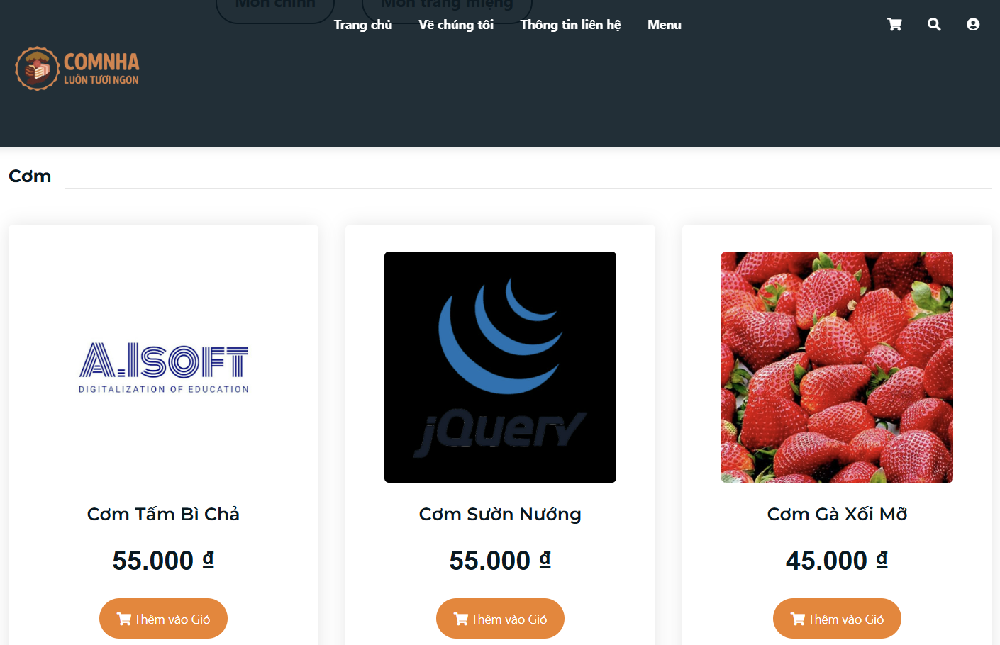 Món chính
Món tráng miệng
Trang chủ
Về chúng tôi
Thông tin liên hệ
Menu
COMNHA
LUÔN TƯƠI NGON
Cơm
A.ISOFT
DIGITALIZATION OF EDUCATION
jQuery
Cơm Tấm Bì Chả
Cơm Sườn Nướng
Cơm Gà Xối Mỡ
55.000 ₫
55.000 ₫
45.000 ₫
Thêm vào Giỏ
Thêm vào Giỏ
Thêm vào Giỏ